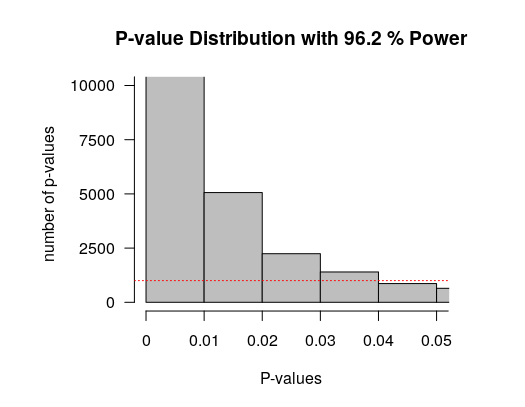 P-value Distribution with 96.2 % Power
number of p-values
10000
7500
5000
2500
0
0 0.01 0.02 0.03 0.04 0.05
P-values